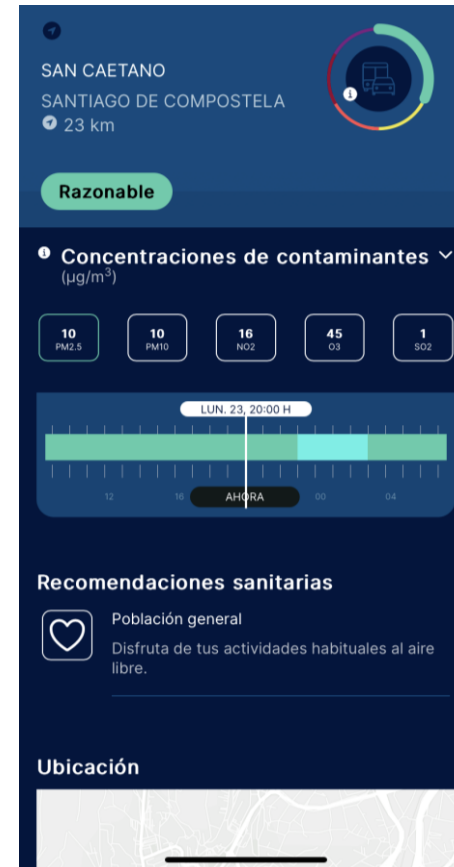 SAN CAETANO
SANTIAGO DE COMPOSTELA
23 km
Razonable
Concentraciones de contaminantes
(µg/m³)
10 10 16 45 1
PM2.5 PM10 NO2 O3 SO2
LUN. 23, 20:00 H
12 16 AHORA 00 04
Recomendaciones sanitarias
Población general
Disfruta de tus actividades habituales al aire
libre.
Ubicación